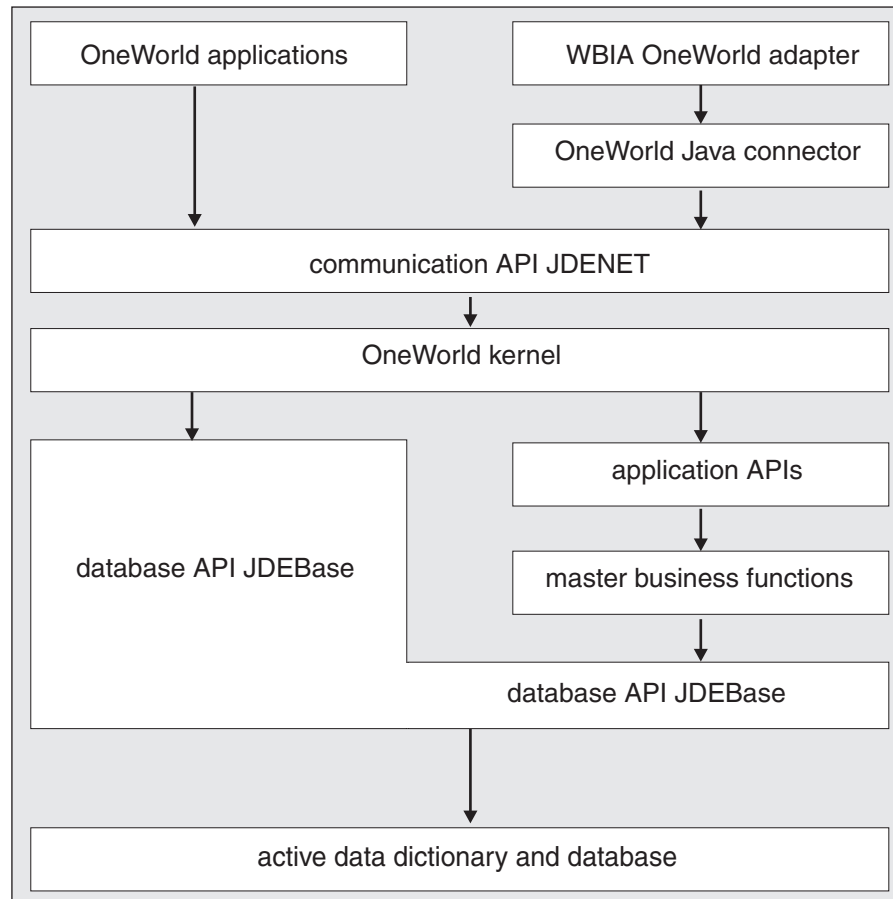 OneWorld applications
WBIA OneWorld adapter
OneWorld Java connector
communication API JDENET
OneWorld kernel
application APIs
database API JDEBase
master business functions
database API JDEBase
active data dictionary and database